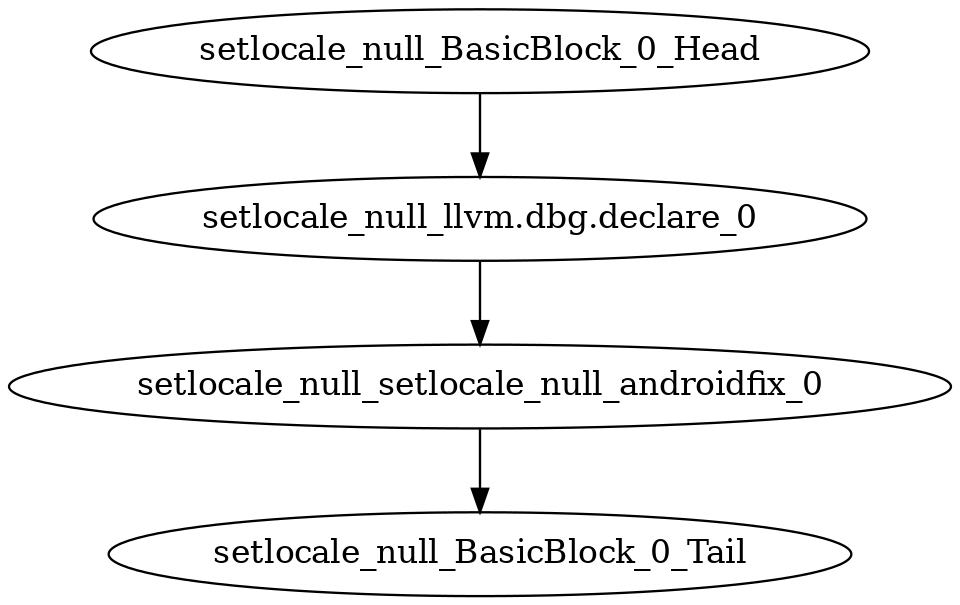 setlocale_null_BasicBlock_0_Head
setlocale_null_llvm.dbg.declare_0
setlocale_null_setlocale_null_androidfix_0
setlocale_null_BasicBlock_0_Tail